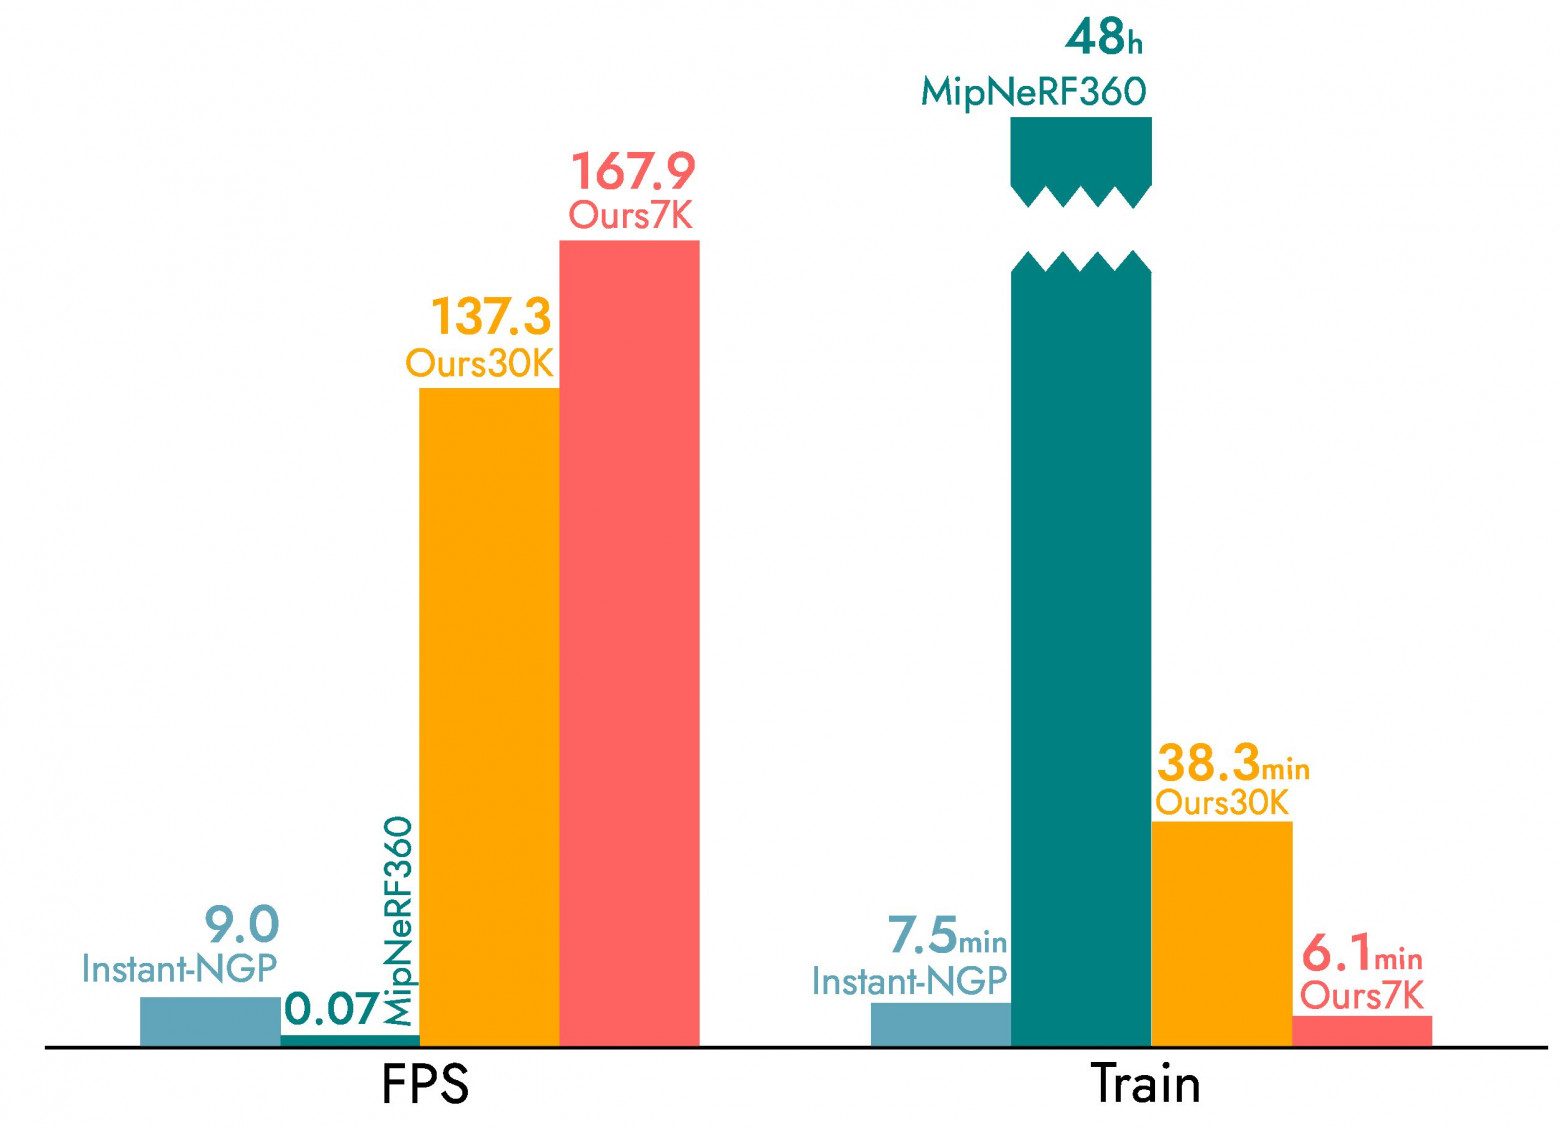 9.0
Instant-NGP
0.07
MipNeRF360
137.3
Ours30K
167.9
Ours7K
FPS
7.5min
Instant-NGP
48h
MipNeRF360
38.3min
Ours30K
6.1min
Ours7K
Train